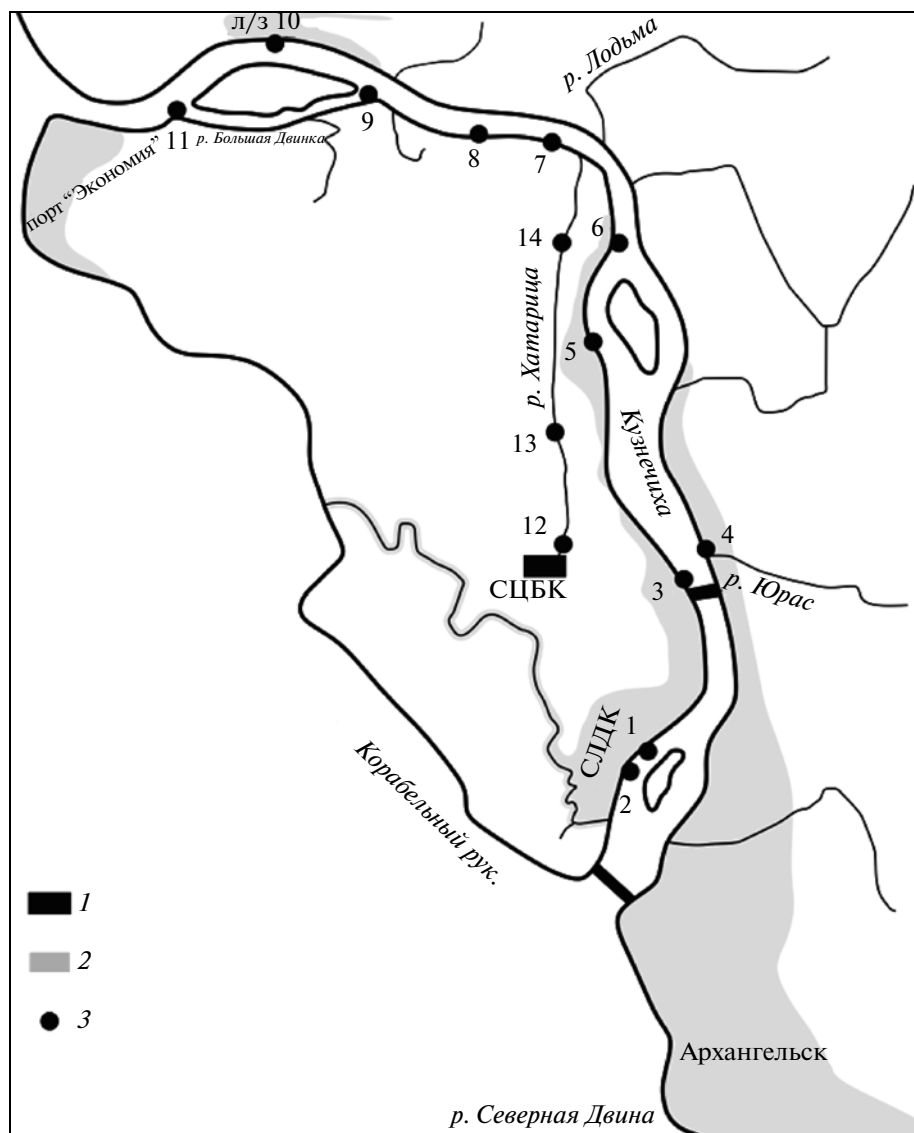 л/з 10
р. Лодьма
9
11
р. Большая Двинка
8
7
порт "Экономия"
14
6
р. Хатарица
5
Кузнечиха
13
12
4
СЦБК
3
р. Юрас
1
СЛДК
2
Корабельный рук.
1
2
3
Архангельск
р. Северная Двина